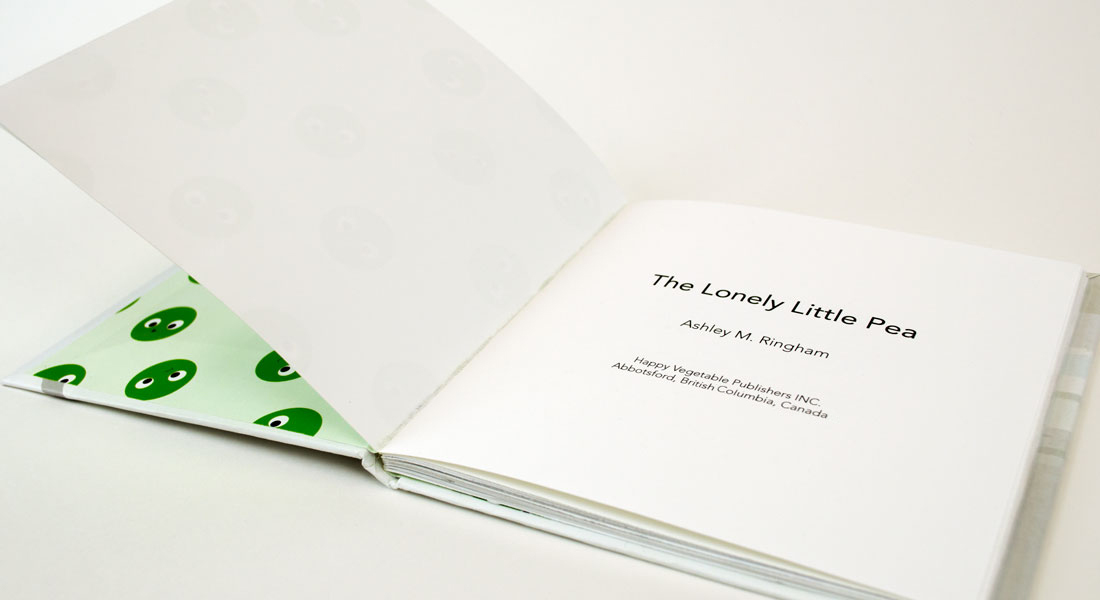 The Lonely Little Pea
Ashley M. Ringham
Happy Vegetable Publishers INC.
Abbotsford, British Columbia, Canada